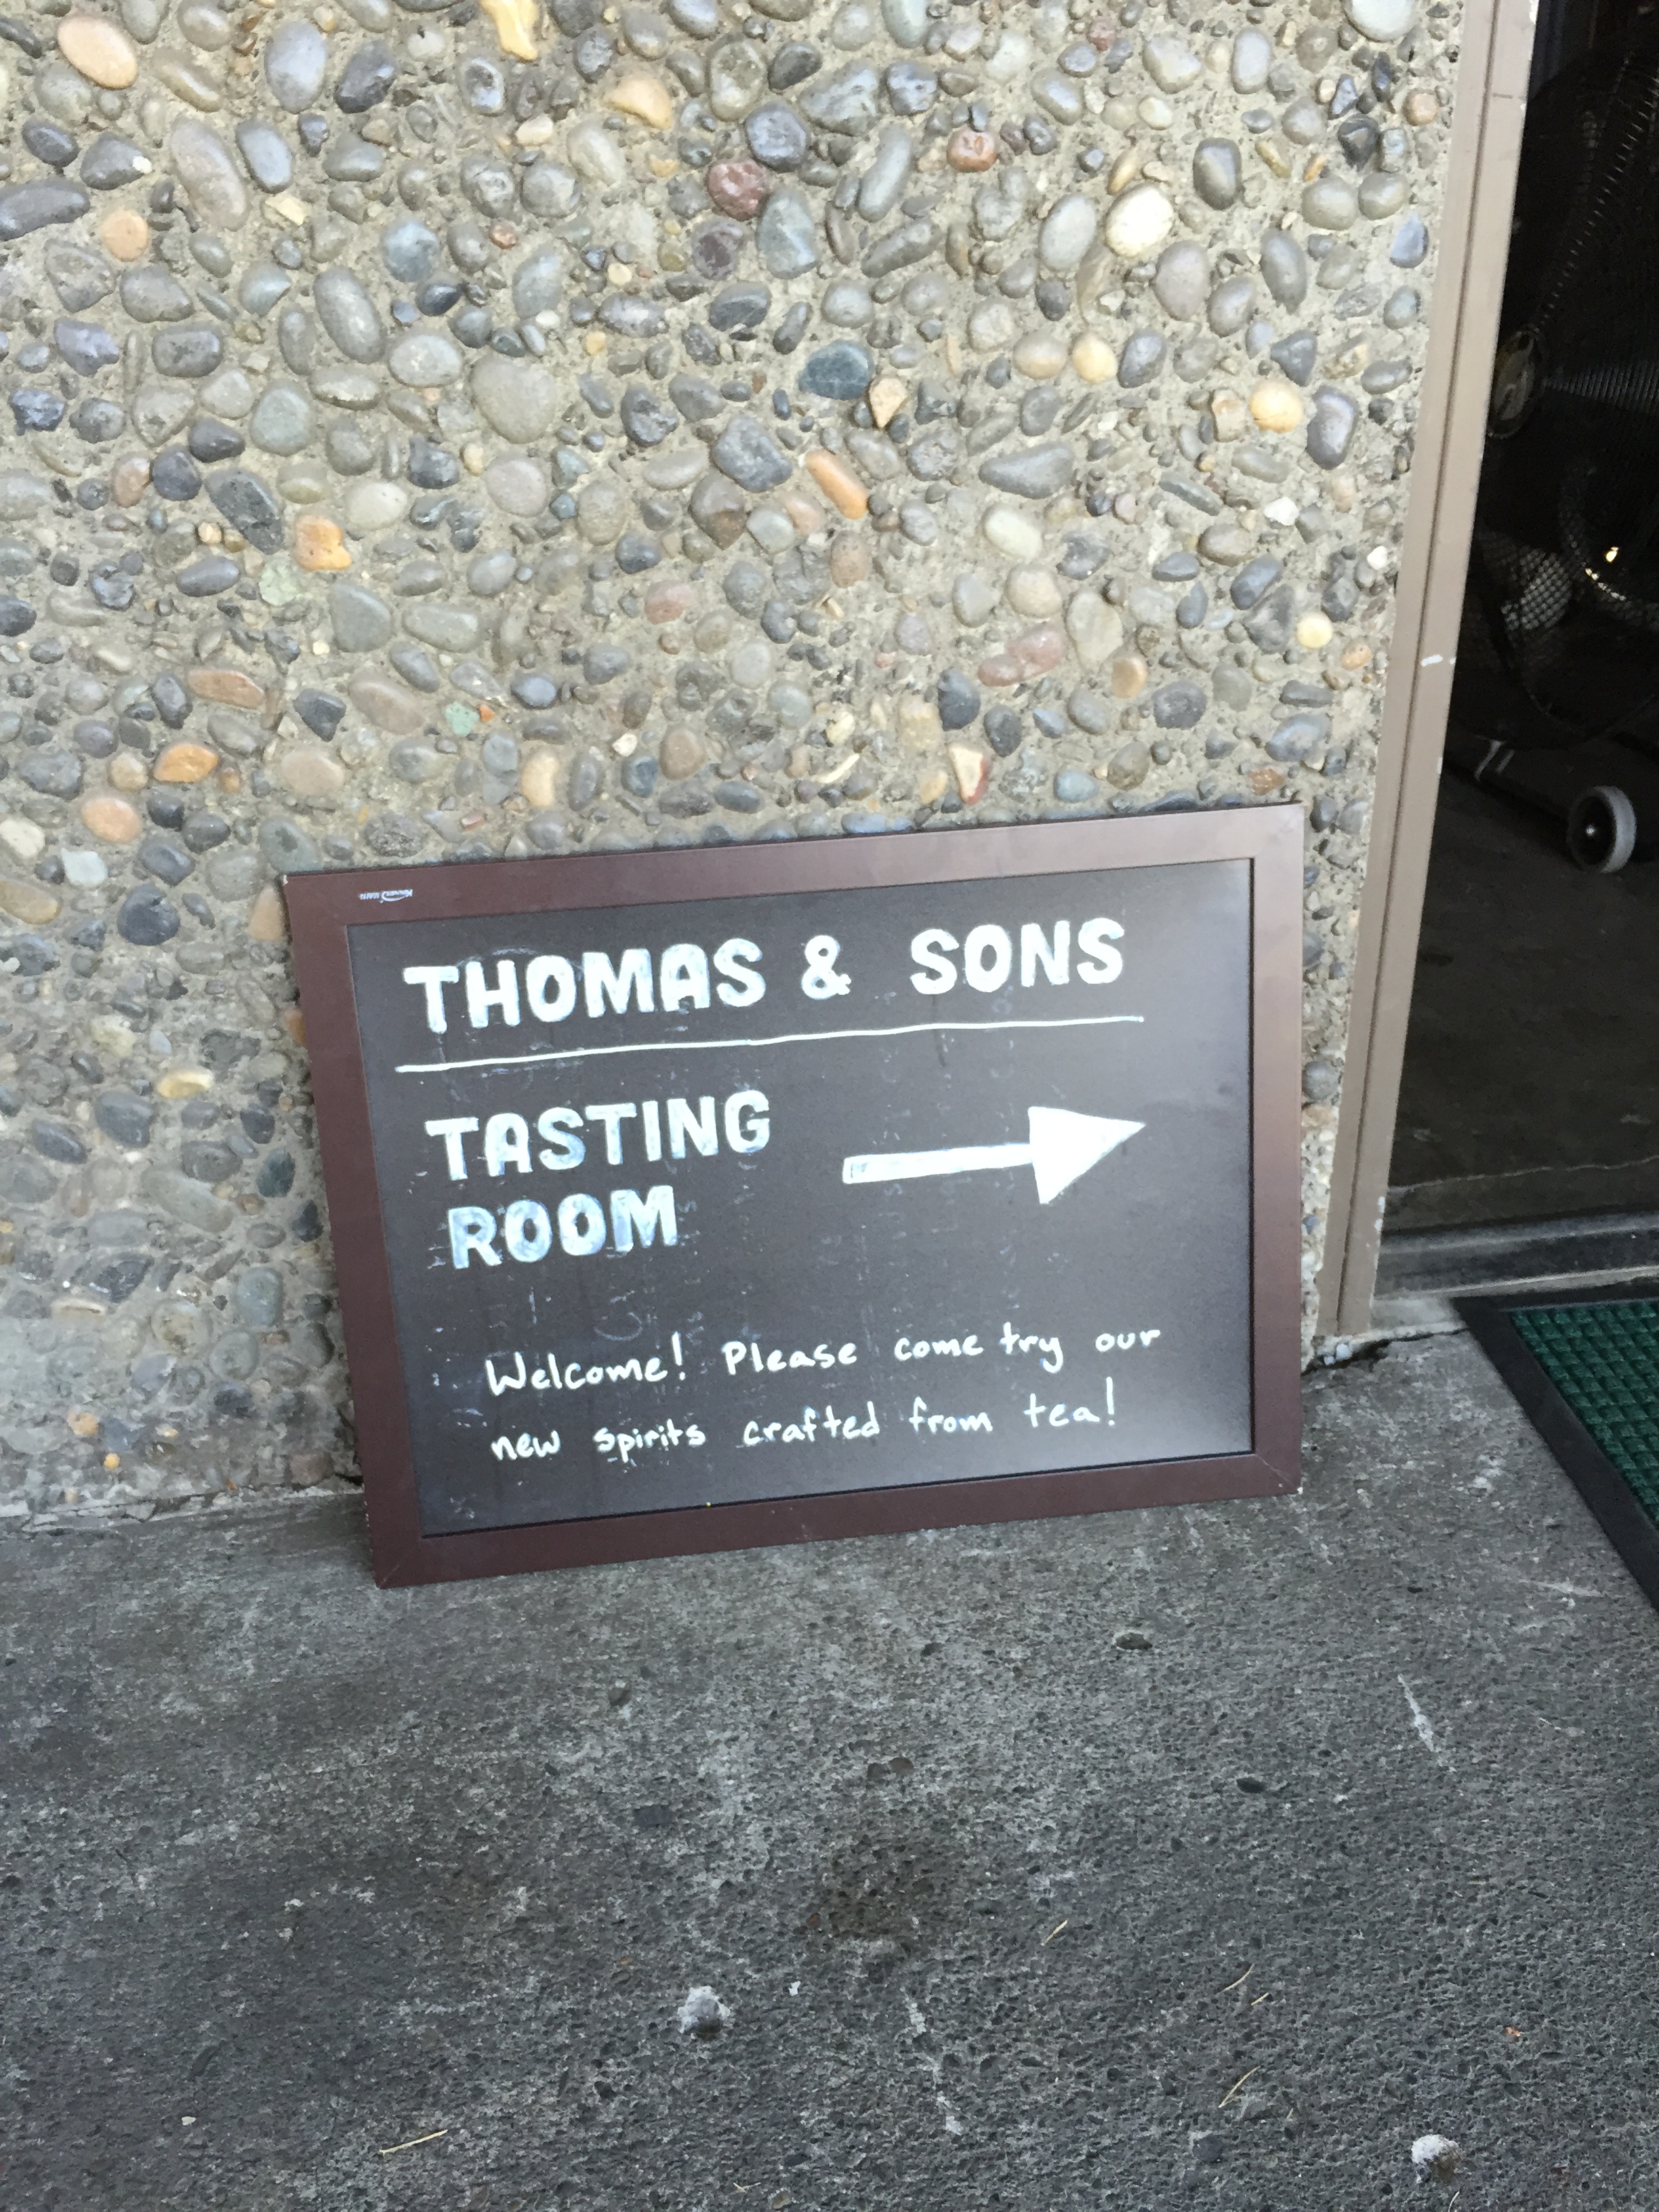 THOMAS & SONS
TASTING
ROOM
Welcome! Please come try our
new spirits crafted from tea!